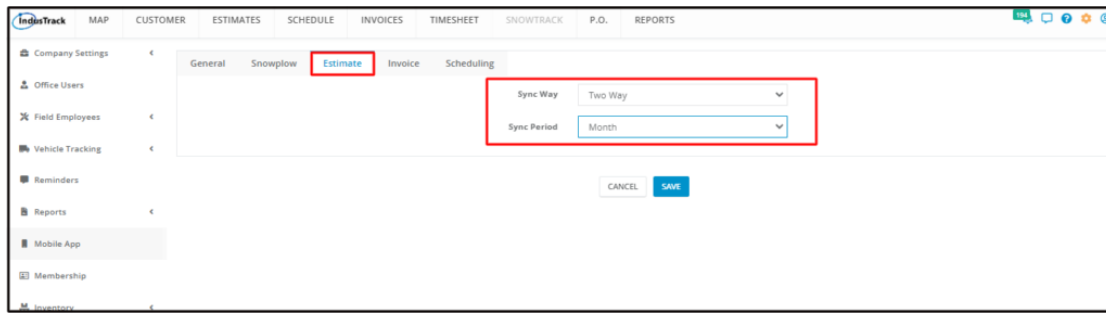 IndusTrack MAP CUSTOMER ESTIMATES SCHEDULE INVOICES TIMESHEET SNOWTRACK P.O. REPORTS 194
Company Settings
Office Users
Field Employees
Vehicle Tracking
Reminders
Reports
Mobile App
Membership
Inventory
General Snowplow Estimate Invoice Scheduling
Sync Way Two Way
Sync Period Month
CANCEL SAVE